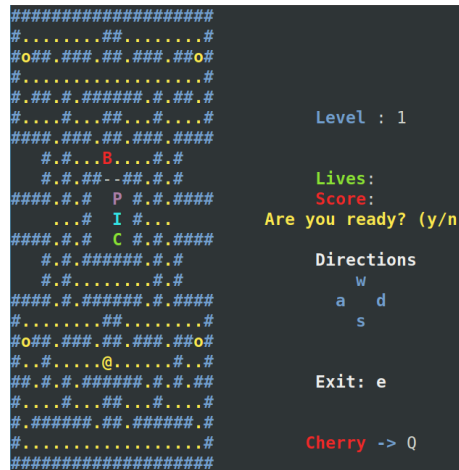 ####################
#........##........#
#o##.###.##.###.##o#
#..................#
#.##.#.######.#.##.#
#....#...##...#....#          Level : 1
####.###.##.###.####
   #.#...B....#.#
   #.#.##--##.#.#             Lives:
####.#.#  P #.#.####          Score:
    ...#  I #...         Are you ready? (y/n
####.#.#  C #.#.####
   #.#.######.#.#             Directions
   #.#........#.#                 w
####.#.######.#.####            a   d
#........##........#              s
#o##.###.##.###.##o#
#..#.....@......#..#
##.#.#.######.#.#.##          Exit: e
#....#...##...#....#
#.######.##.######.#
#..................#         Cherry -> Q
####################